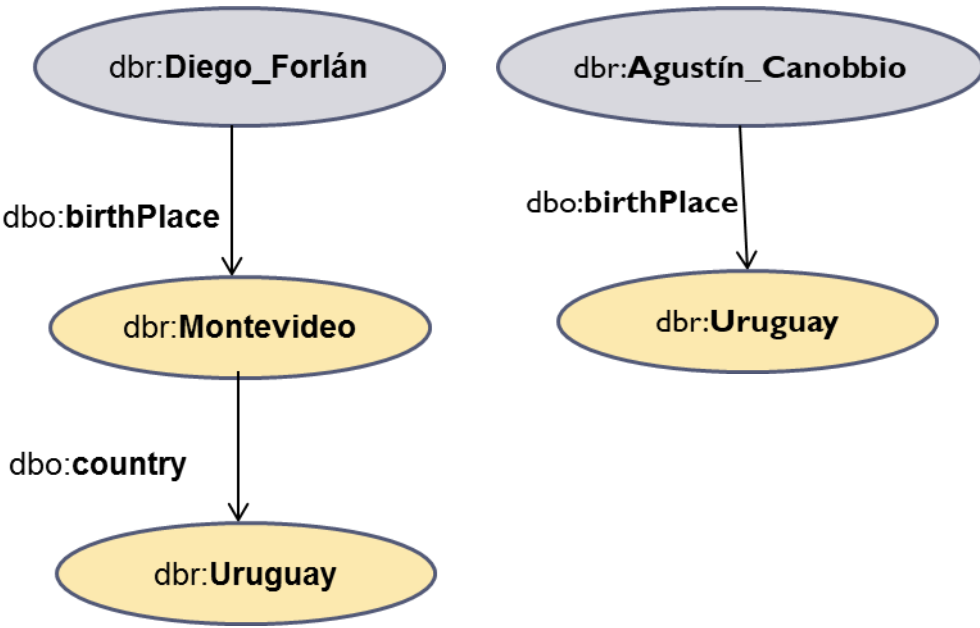 dbr:Diego_Forlán
dbr:Agustín_Canobbio
dbo:birthPlace
dbo:birthPlace
dbr:Montevideo
dbr:Uruguay
dbo:country
dbr:Uruguay